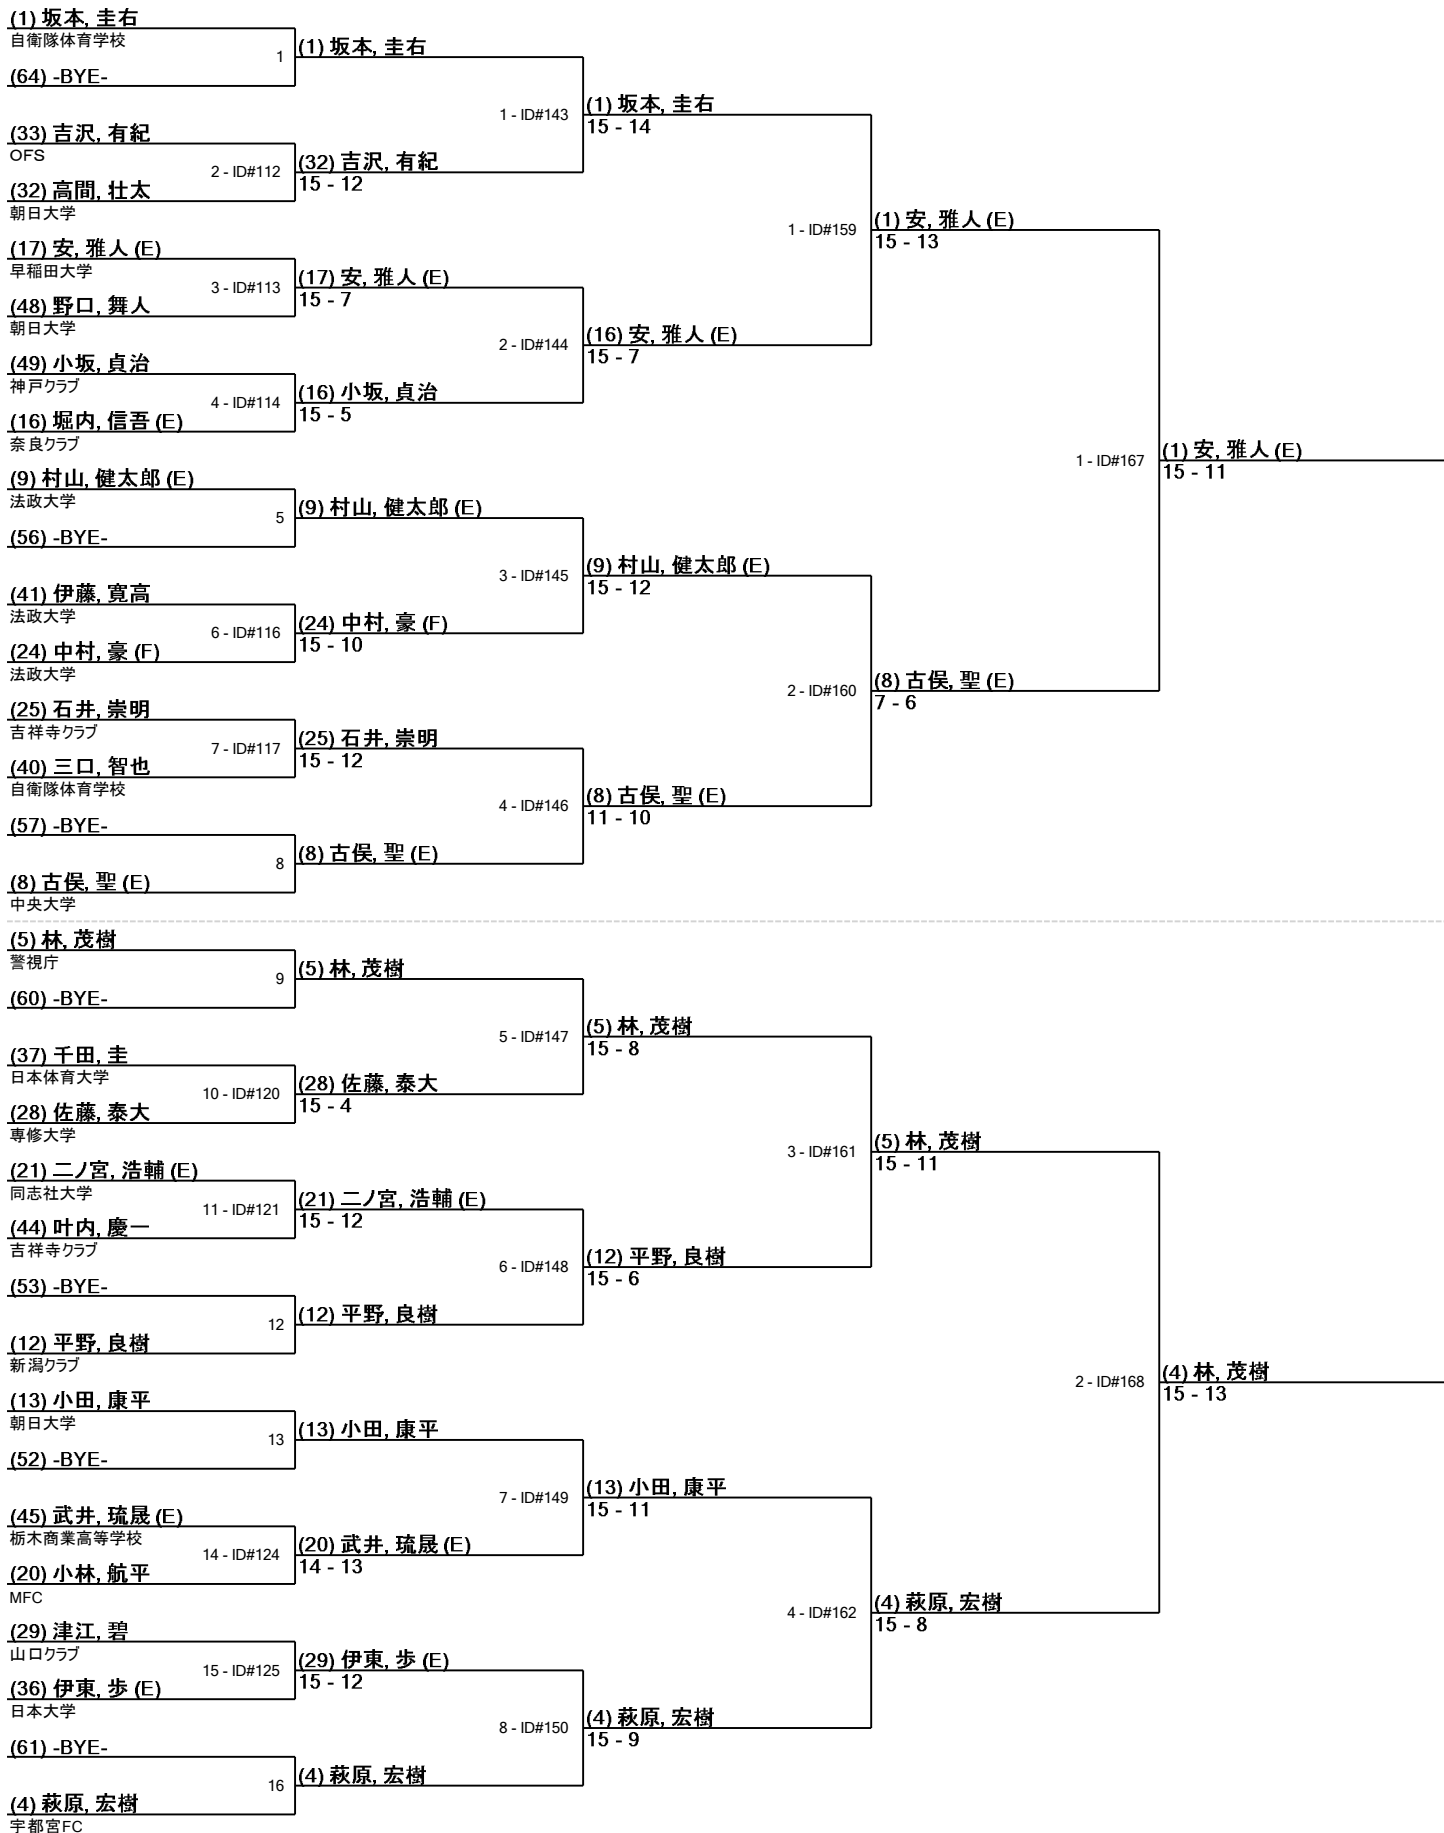 (1) 坂本, 圭右
自衛隊体育学校
1
(1) 坂本, 圭右
(64) -BYE-
1 - ID#143
(1) 坂本, 圭右
15 - 14
(33) 吉沢, 有紀
OFS
2 - ID#112
(32) 吉沢, 有紀
15 - 12
(32) 高間, 壮太
朝日大学
1 - ID#159
(1) 安, 雅人 (E)
15 - 13
(17) 安, 雅人 (E)
早稲田大学
3 - ID#113
(17) 安, 雅人 (E)
15 - 7
(48) 野口, 舞人
朝日大学
2 - ID#144
(16) 安, 雅人 (E)
15 - 7
(49) 小坂, 貞治
神戸クラブ
4 - ID#114
(16) 小坂, 貞治
15 - 5
(16) 堀内, 信吾 (E)
奈良クラブ
1 - ID#167
(1) 安, 雅人 (E)
15 - 11
(9) 村山, 健太郎 (E)
法政大学
5
(9) 村山, 健太郎 (E)
(56) -BYE-
3 - ID#145
(9) 村山, 健太郎 (E)
15 - 12
(41) 伊藤, 寛高
法政大学
6 - ID#116
(24) 中村, 豪 (F)
15 - 10
(24) 中村, 豪 (F)
法政大学
2 - ID#160
(8) 古俣, 聖 (E)
7 - 6
(25) 石井, 崇明
吉祥寺クラブ
7 - ID#117
(25) 石井, 崇明
15 - 12
(40) 三口, 智也
自衛隊体育学校
4 - ID#146
(8) 古俣, 聖 (E)
11 - 10
(57) -BYE-
8
(8) 古俣, 聖 (E)
(8) 古俣, 聖 (E)
中央大学
(5) 林, 茂樹
警視庁
9
(5) 林, 茂樹
(60) -BYE-
5 - ID#147
(5) 林, 茂樹
15 - 8
(37) 千田, 圭
日本体育大学
10 - ID#120
(28) 佐藤, 泰大
15 - 4
(28) 佐藤, 泰大
専修大学
3 - ID#161
(5) 林, 茂樹
15 - 11
(21) 二ノ宮, 浩輔 (E)
同志社大学
11 - ID#121
(21) 二ノ宮, 浩輔 (E)
15 - 12
(44) 叶内, 慶一
吉祥寺クラブ
6 - ID#148
(12) 平野, 良樹
15 - 6
(53) -BYE-
12
(12) 平野, 良樹
(12) 平野, 良樹
新潟クラブ
2 - ID#168
(4) 林, 茂樹
15 - 13
(13) 小田, 康平
朝日大学
13
(13) 小田, 康平
(52) -BYE-
7 - ID#149
(13) 小田, 康平
15 - 11
(45) 武井, 琉晟 (E)
栃木商業高等学校
14 - ID#124
(20) 武井, 琉晟 (E)
14 - 13
(20) 小林, 航平
MFC
4 - ID#162
(4) 萩原, 宏樹
15 - 8
(29) 津江, 碧
山口クラブ
15 - ID#125
(29) 伊東, 歩 (E)
15 - 12
(36) 伊東, 歩 (E)
日本大学
8 - ID#150
(4) 萩原, 宏樹
15 - 9
(61) -BYE-
16
(4) 萩原, 宏樹
(4) 萩原, 宏樹
宇都宮FC